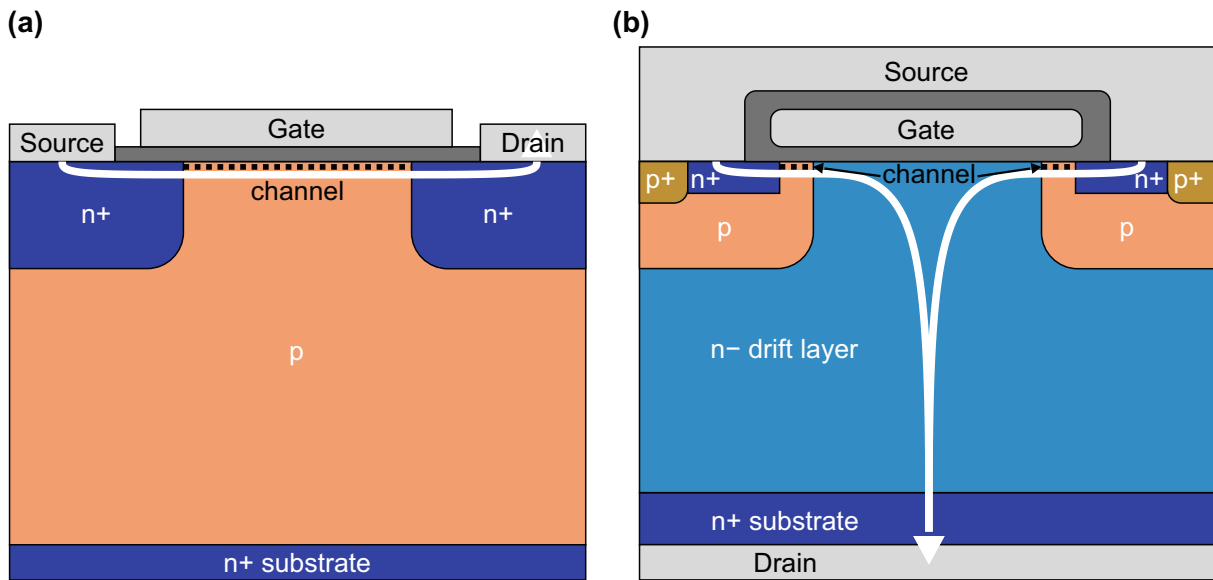 (a)
Source
Gate
Drain
channel
n+
n+
p
n+ substrate
(b)
Source
Gate
channel
p+
n+
n+
p+
p
p
n− drift layer
n+ substrate
Drain